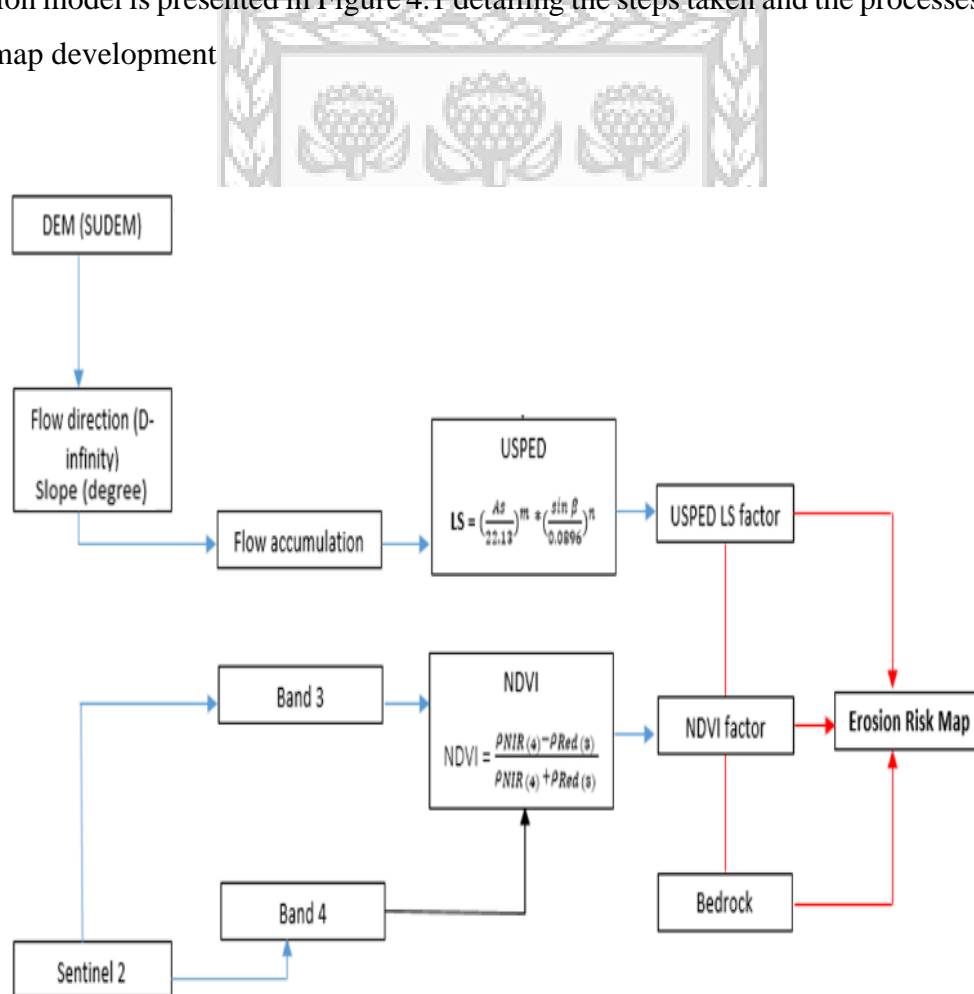 on model is presented in Figure 4.1 detailing the steps taken and the processes
map development
DEM (SUDEM)
Flow direction (D-
infinity)
Slope (degree)
Flow accumulation
USPED
LS = (As/22.13)^m * (sin β/0.0896)^n
USPED LS factor
Band 3
NDVI
NDVI = (ρNIR (4) − ρRed (3))/(ρNIR (4) + ρRed (3))
NDVI factor
Erosion Risk Map
Band 4
Bedrock
Sentinel 2